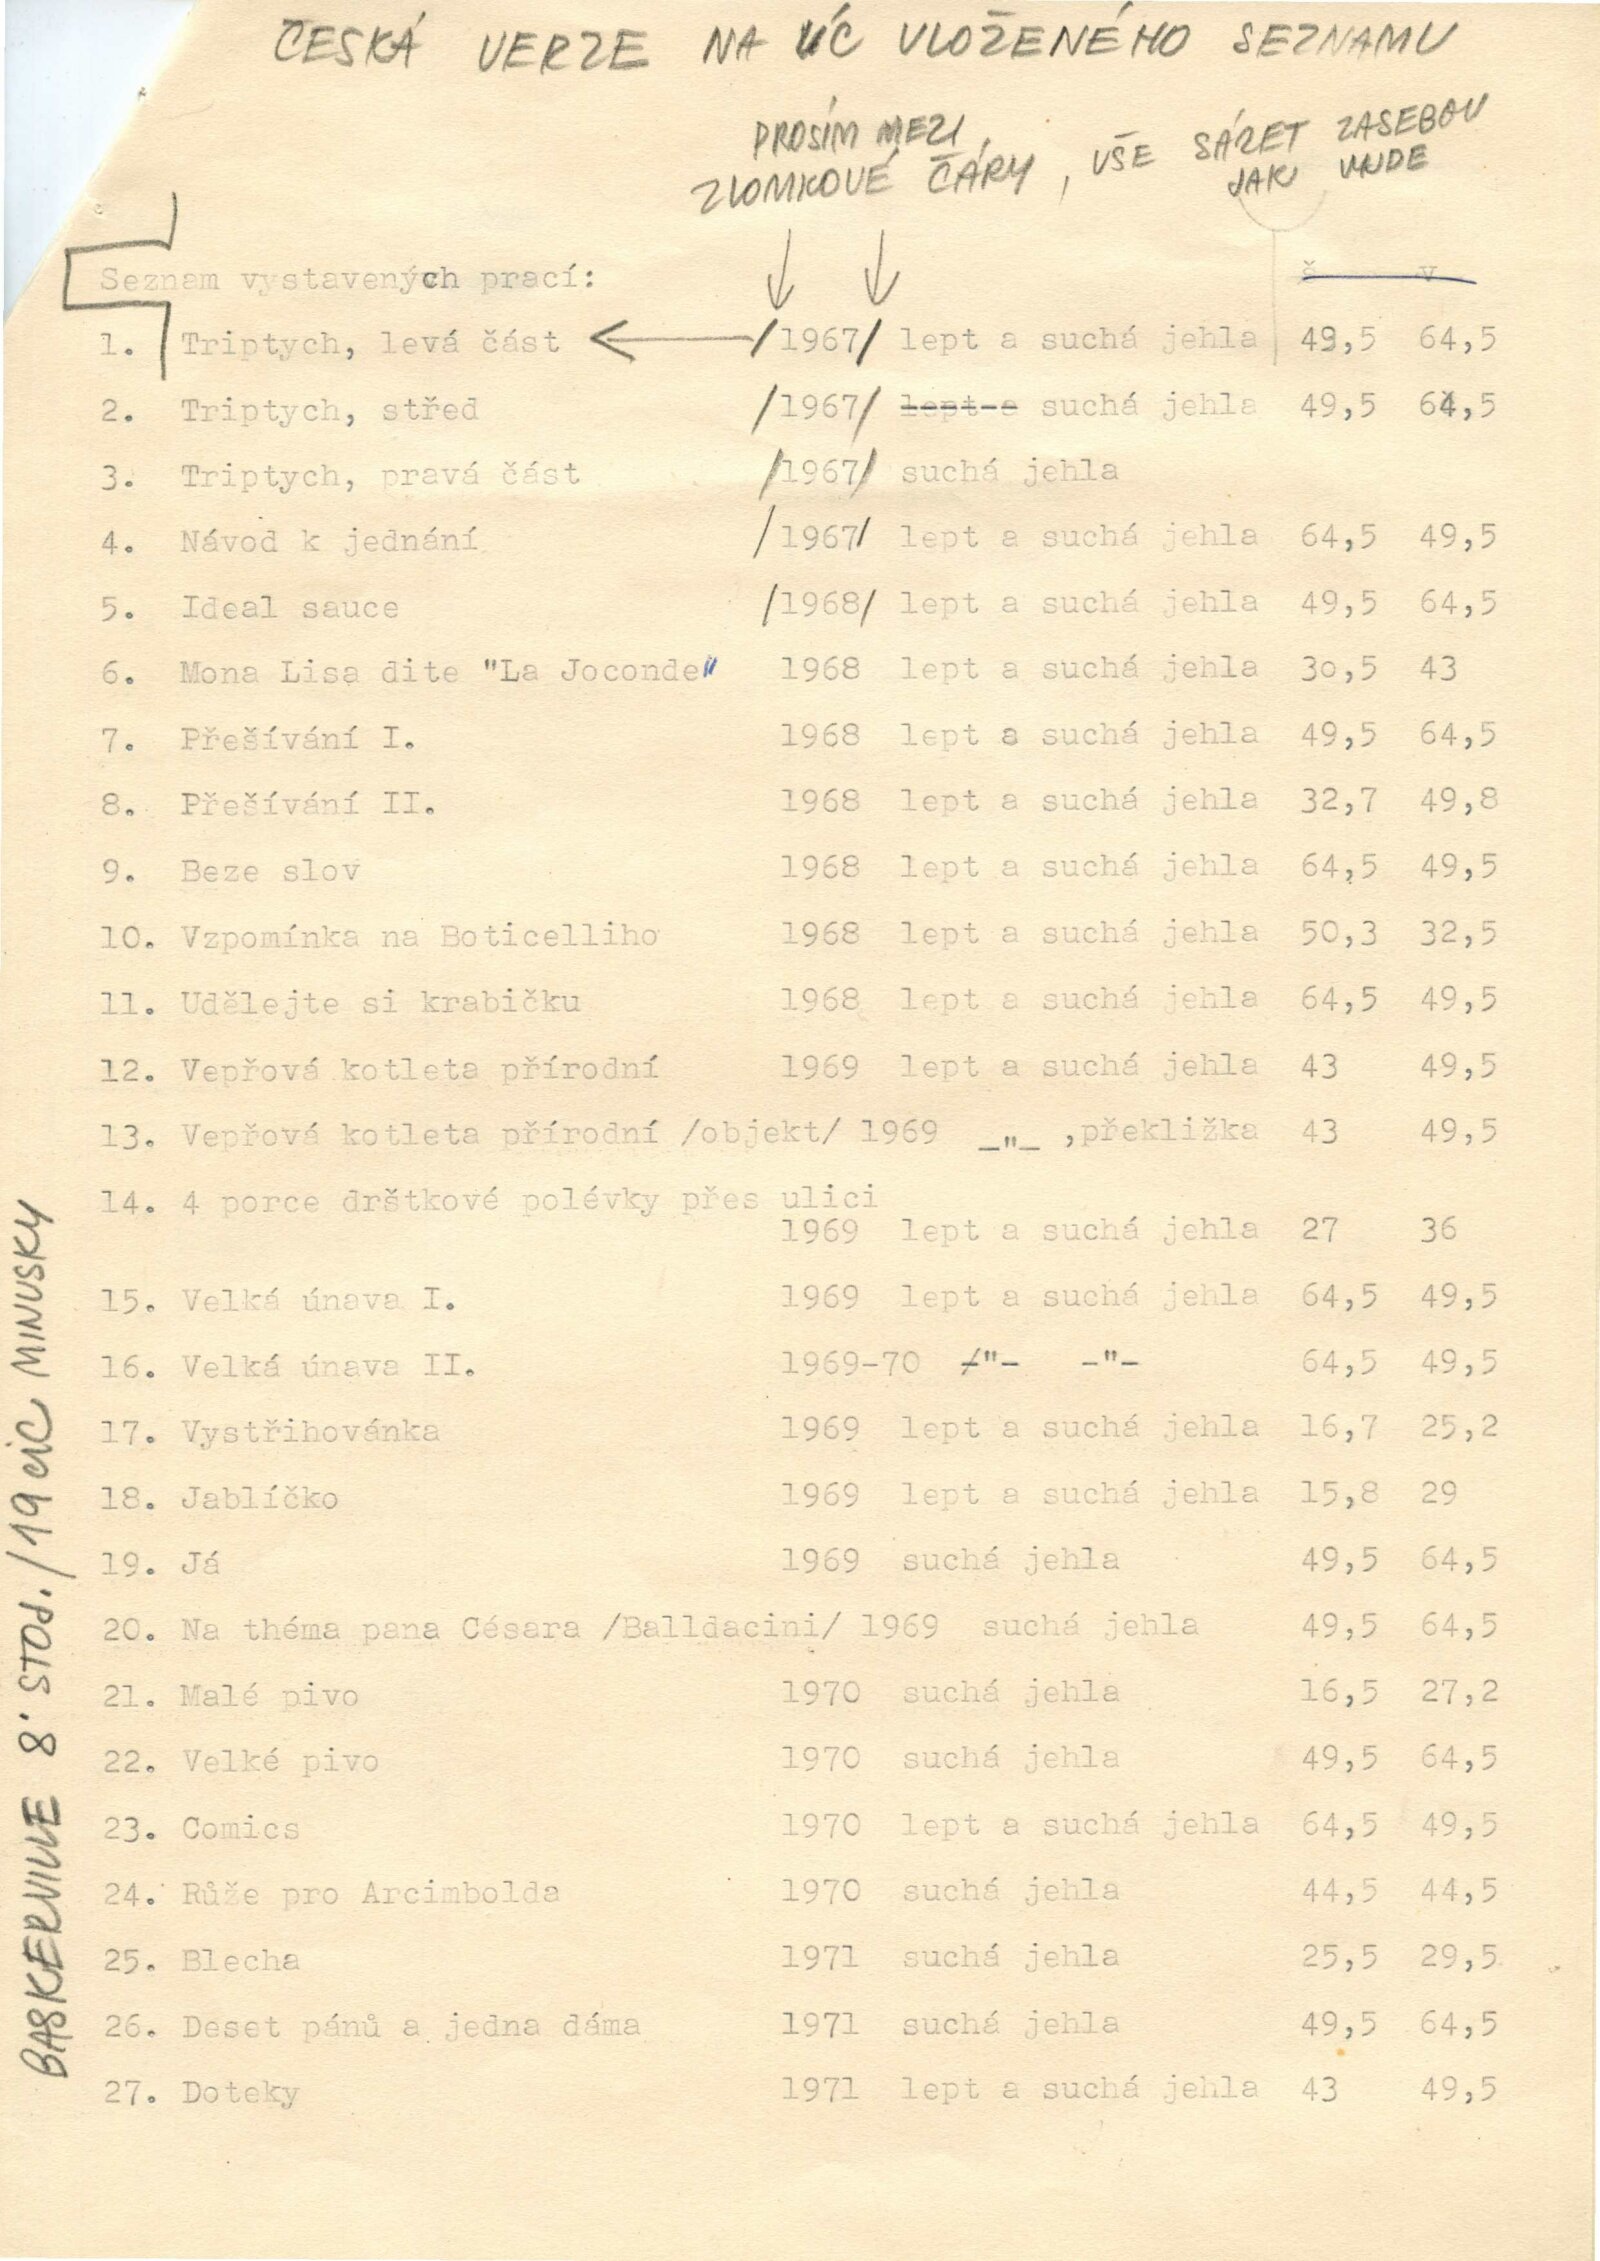 ČESKÁ VERZE NA ÚČ VLOŽENÉHO SEZNAMU
PROSÍM MEZI
ZLOMKOVÉ ČÁRY, VŠE SÁZET ZASEBOU
JAK VYJDE
Seznam vystavených prací: š v
1. Triptych, levá část /1967/ lept a suchá jehla 49,5 64,5
2. Triptych, střed /1967/ lept a suchá jehla 49,5 64,5
3. Triptych, pravá část /1967/ suchá jehla
4. Návod k jednání /1967/ lept a suchá jehla 64,5 49,5
5. Ideal sauce /1968/ lept a suchá jehla 49,5 64,5
6. Mona Lisa dite "La Joconde" 1968 lept a suchá jehla 30,5 43
7. Přešívání I. 1968 lept a suchá jehla 49,5 64,5
8. Přešívání II. 1968 lept a suchá jehla 32,7 49,8
9. Beze slov 1968 lept a suchá jehla 64,5 49,5
10. Vzpomínka na Boticelliho 1968 lept a suchá jehla 50,3 32,5
11. Udělejte si krabičku 1968 lept a suchá jehla 64,5 49,5
12. Vepřová kotleta přírodní 1969 lept a suchá jehla 43 49,5
13. Vepřová kotleta přírodní /objekt/ 1969 _"_ ,překližka 43 49,5
14. 4 porce drštkové polévky přes ulici
1969 lept a suchá jehla 27 36
15. Velká únava I. 1969 lept a suchá jehla 64,5 49,5
16. Velká únava II. 1969-70 -"- -"- 64,5 49,5
17. Vystřihovánka 1969 lept a suchá jehla 16,7 25,2
18. Jablíčko 1969 lept a suchá jehla 15,8 29
19. Já 1969 suchá jehla 49,5 64,5
20. Na théma pana Césara /Balldacini/ 1969 suchá jehla 49,5 64,5
21. Malé pivo 1970 suchá jehla 16,5 27,2
22. Velké pivo 1970 suchá jehla 49,5 64,5
23. Comics 1970 lept a suchá jehla 64,5 49,5
24. Růže pro Arcimbolda 1970 suchá jehla 44,5 44,5
25. Blecha 1971 suchá jehla 25,5 29,5
26. Deset pánů a jedna dáma 1971 suchá jehla 49,5 64,5
27. Doteky 1971 lept a suchá jehla 43 49,5
BASKERVILLE 8' STOJ. / 19 CIC MINUSKY